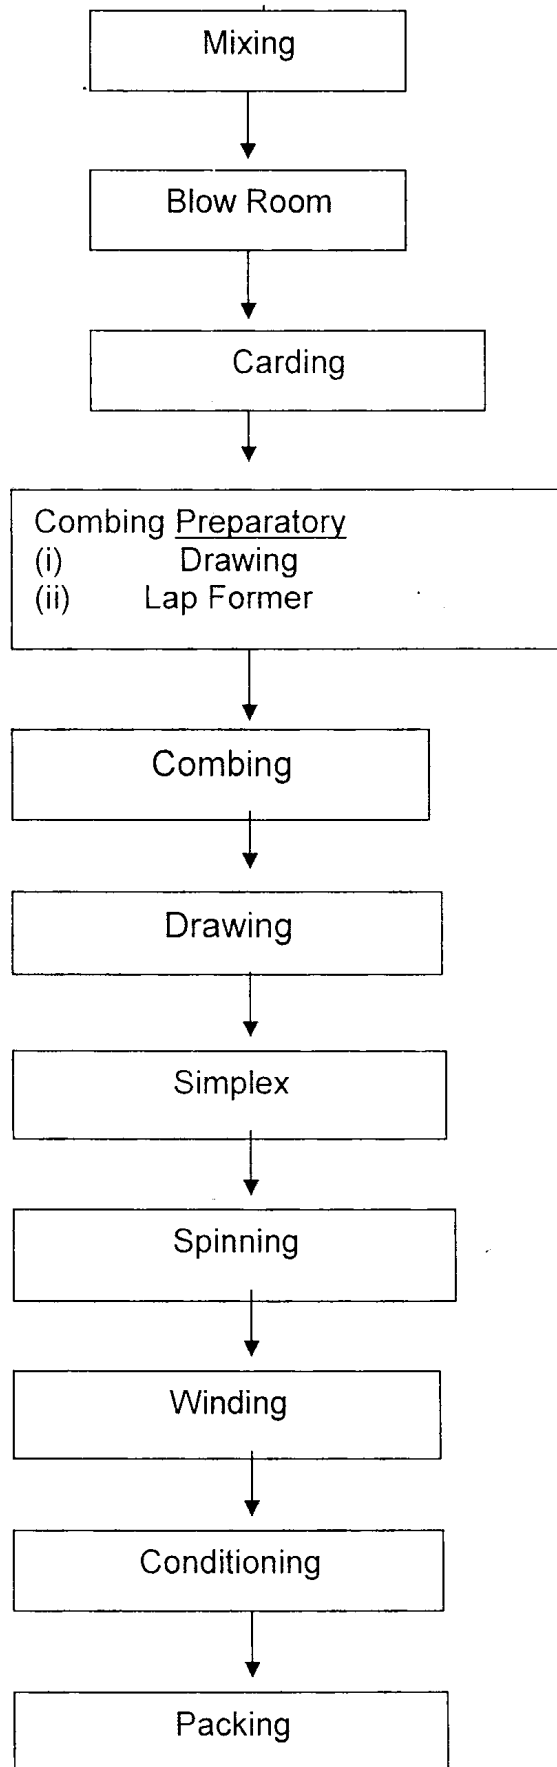 Mixing
Blow Room
Carding
Combing Preparatory
(i) Drawing
(ii) Lap Former
Combing
Drawing
Simplex
Spinning
Winding
Conditioning
Packing